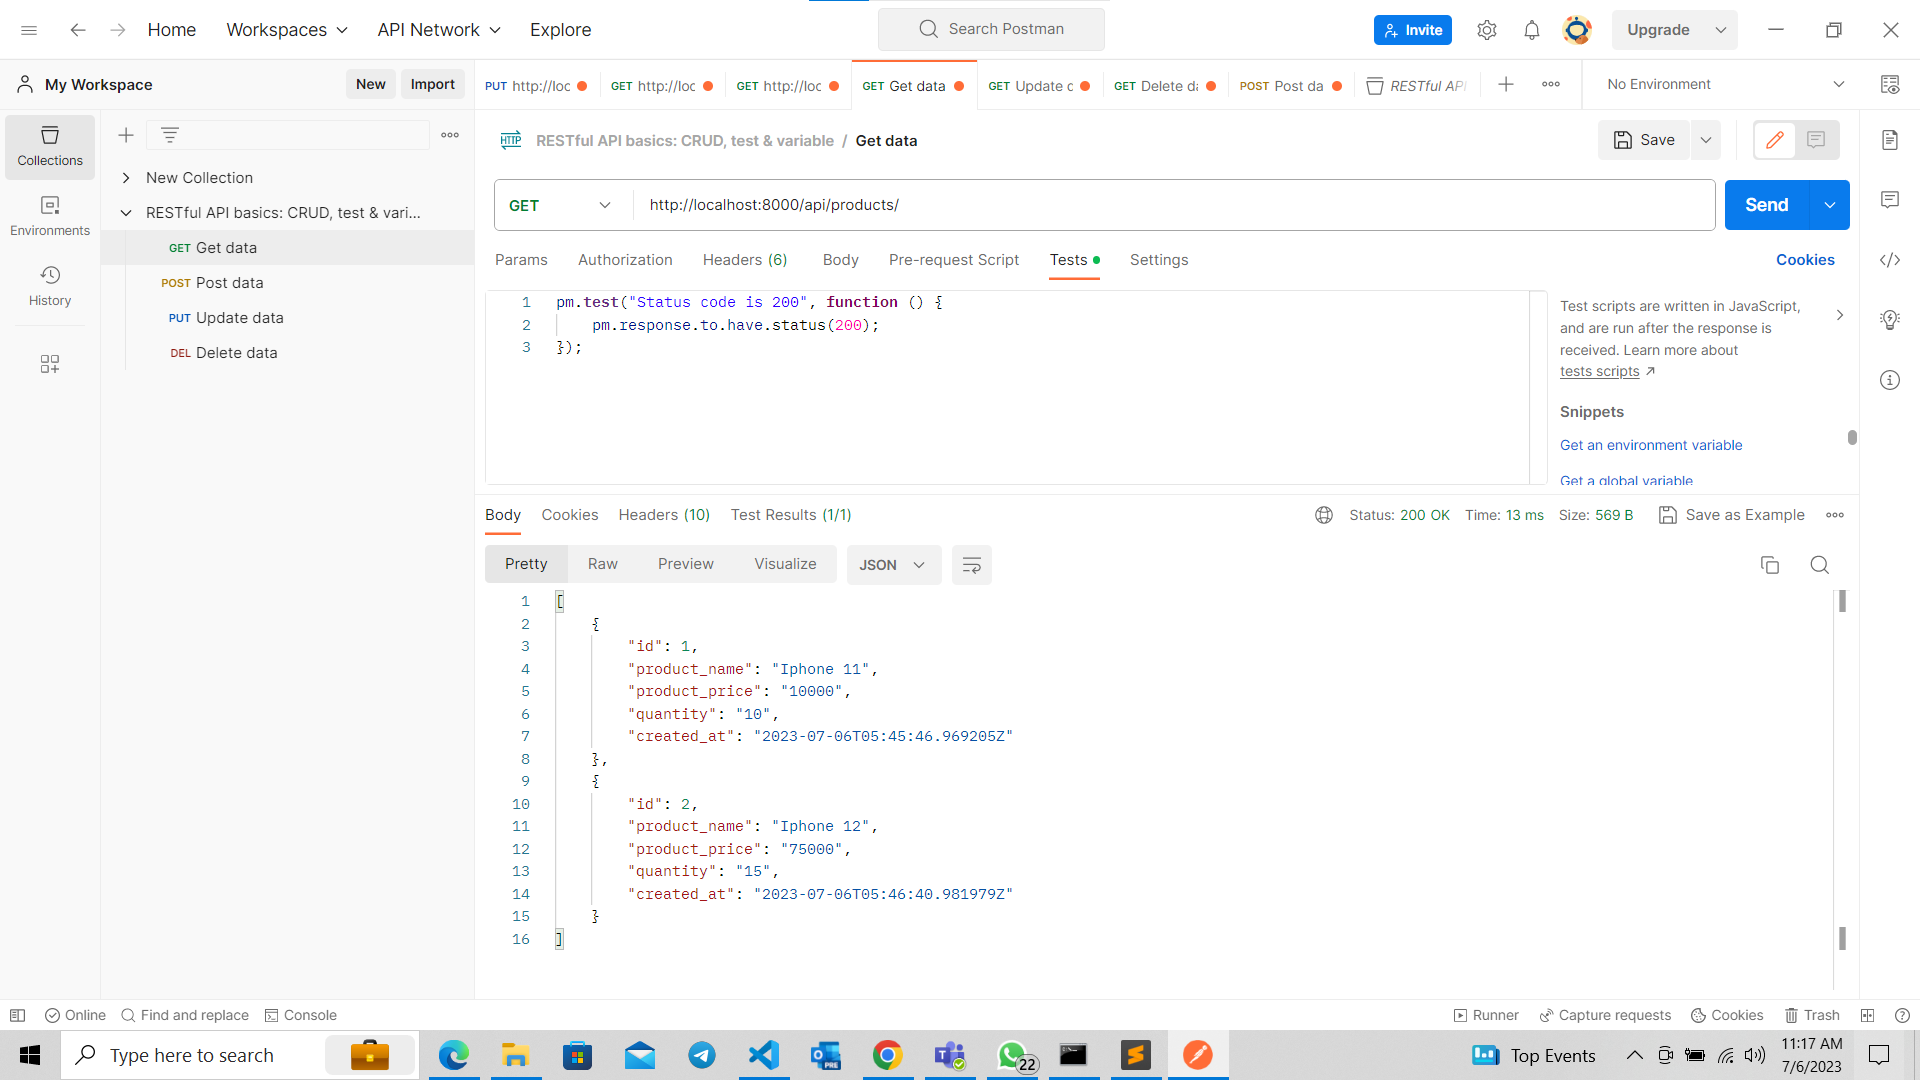 Home
Workspaces
API Network
Explore
Search Postman
Invite
Upgrade
My Workspace
New
Import
PUT http://loc
GET http://loc
GET http://loc
GET Get data
GET Update c
GET Delete da
POST Post da
RESTful API
No Environment
Collections
Environments
History
New Collection
RESTful API basics: CRUD, test & vari...
GET Get data
POST Post data
PUT Update data
DEL Delete data
HTTP
RESTful API basics: CRUD, test & variable / Get data
Save
GET
http://localhost:8000/api/products/
Send
Params
Authorization
Headers (6)
Body
Pre-request Script
Tests
Settings
Cookies
1 pm.test("Status code is 200", function () {
2 pm.response.to.have.status(200);
3 });
Test scripts are written in JavaScript,
and are run after the response is
received. Learn more about
tests scripts
Snippets
Get an environment variable
Get a global variable
Body
Cookies
Headers (10)
Test Results (1/1)
Status: 200 OK
Time: 13 ms
Size: 569 B
Save as Example
Pretty
Raw
Preview
Visualize
JSON
1 [
2 {
3 "id": 1,
4 "product_name": "Iphone 11",
5 "product_price": "10000",
6 "quantity": "10",
7 "created_at": "2023-07-06T05:45:46.969205Z"
8 },
9 {
10 "id": 2,
11 "product_name": "Iphone 12",
12 "product_price": "75000",
13 "quantity": "15",
14 "created_at": "2023-07-06T05:46:40.981979Z"
15 }
16 ]
Online
Find and replace
Console
Runner
Capture requests
Cookies
Trash
Type here to search
PRE
22
Top Events
11:17 AM
7/6/2023